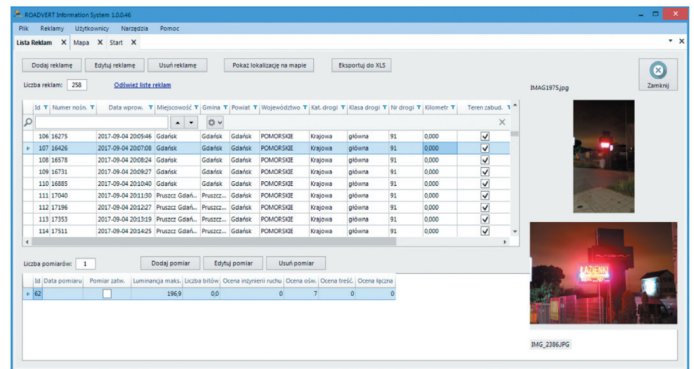 ROADVERT Information System 1.0.0.46
Plik Reklamy Użytkownicy Narzędzia Pomoc
Lista Reklam X Mapa X Start X
Dodaj reklamę Edytuj reklamę Usuń reklamę Pokaż lokalizację na mapie Eksportuj do XLS
Zamknij
Liczba reklam: 258 Odśwież liste reklam
IMAG1975.jpg
Id Numer nośn. Data wprow. Miejscowość Gmina Powiat Województwo Kat. drogi Klasa drogi Nr drogi Kilometr Teren zabud.
106 16275 2017-09-04 20:05:46 Gdańsk Gdańsk Gdańsk POMORSKIE Krajowa główna 91 0,000
107 16426 2017-09-04 20:07:08 Gdańsk Gdańsk Gdańsk POMORSKIE Krajowa główna 91 0,000
108 16578 2017-09-04 20:08:24 Gdańsk Gdańsk Gdańsk POMORSKIE Krajowa główna 91 0,000
109 16731 2017-09-04 20:09:27 Gdańsk Gdańsk Gdańsk POMORSKIE Krajowa główna 91 0,000
110 16885 2017-09-04 20:10:40 Gdańsk Gdańsk Gdańsk POMORSKIE Krajowa główna 91 0,000
111 17040 2017-09-04 20:11:30 Pruszcz Gdań... Pruszcz... Gdańsk POMORSKIE Krajowa główna 91 0,000
112 17196 2017-09-04 20:12:27 Pruszcz Gdań... Pruszcz... Gdańsk POMORSKIE Krajowa główna 91 0,000
113 17353 2017-09-04 20:13:19 Pruszcz Gdań... Pruszcz... Gdańsk POMORSKIE Krajowa główna 91 0,000
114 17511 2017-09-04 20:14:25 Pruszcz Gdań... Pruszcz... Gdańsk POMORSKIE Krajowa główna 91 0,000
Liczba pomiarów: 1 Dodaj pomiar Edytuj pomiar Usuń pomiar
Id Data pomiaru Pomiar zatw. Luminancja maks. Liczba bitów Ocena inżynierii ruchu Ocena ośw. Ocena treść. Ocena łączna
62 196,9 0,0 0 7 0 0
ŁAZIENKI
IMG_2386.JPG